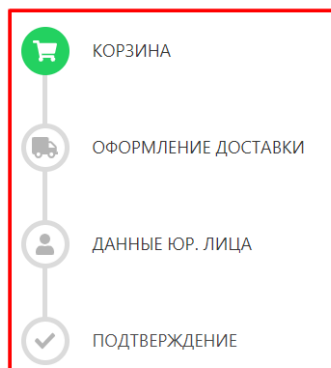 КОРЗИНА
ОФОРМЛЕНИЕ ДОСТАВКИ
ДАННЫЕ ЮР. ЛИЦА
ПОДТВЕРЖДЕНИЕ